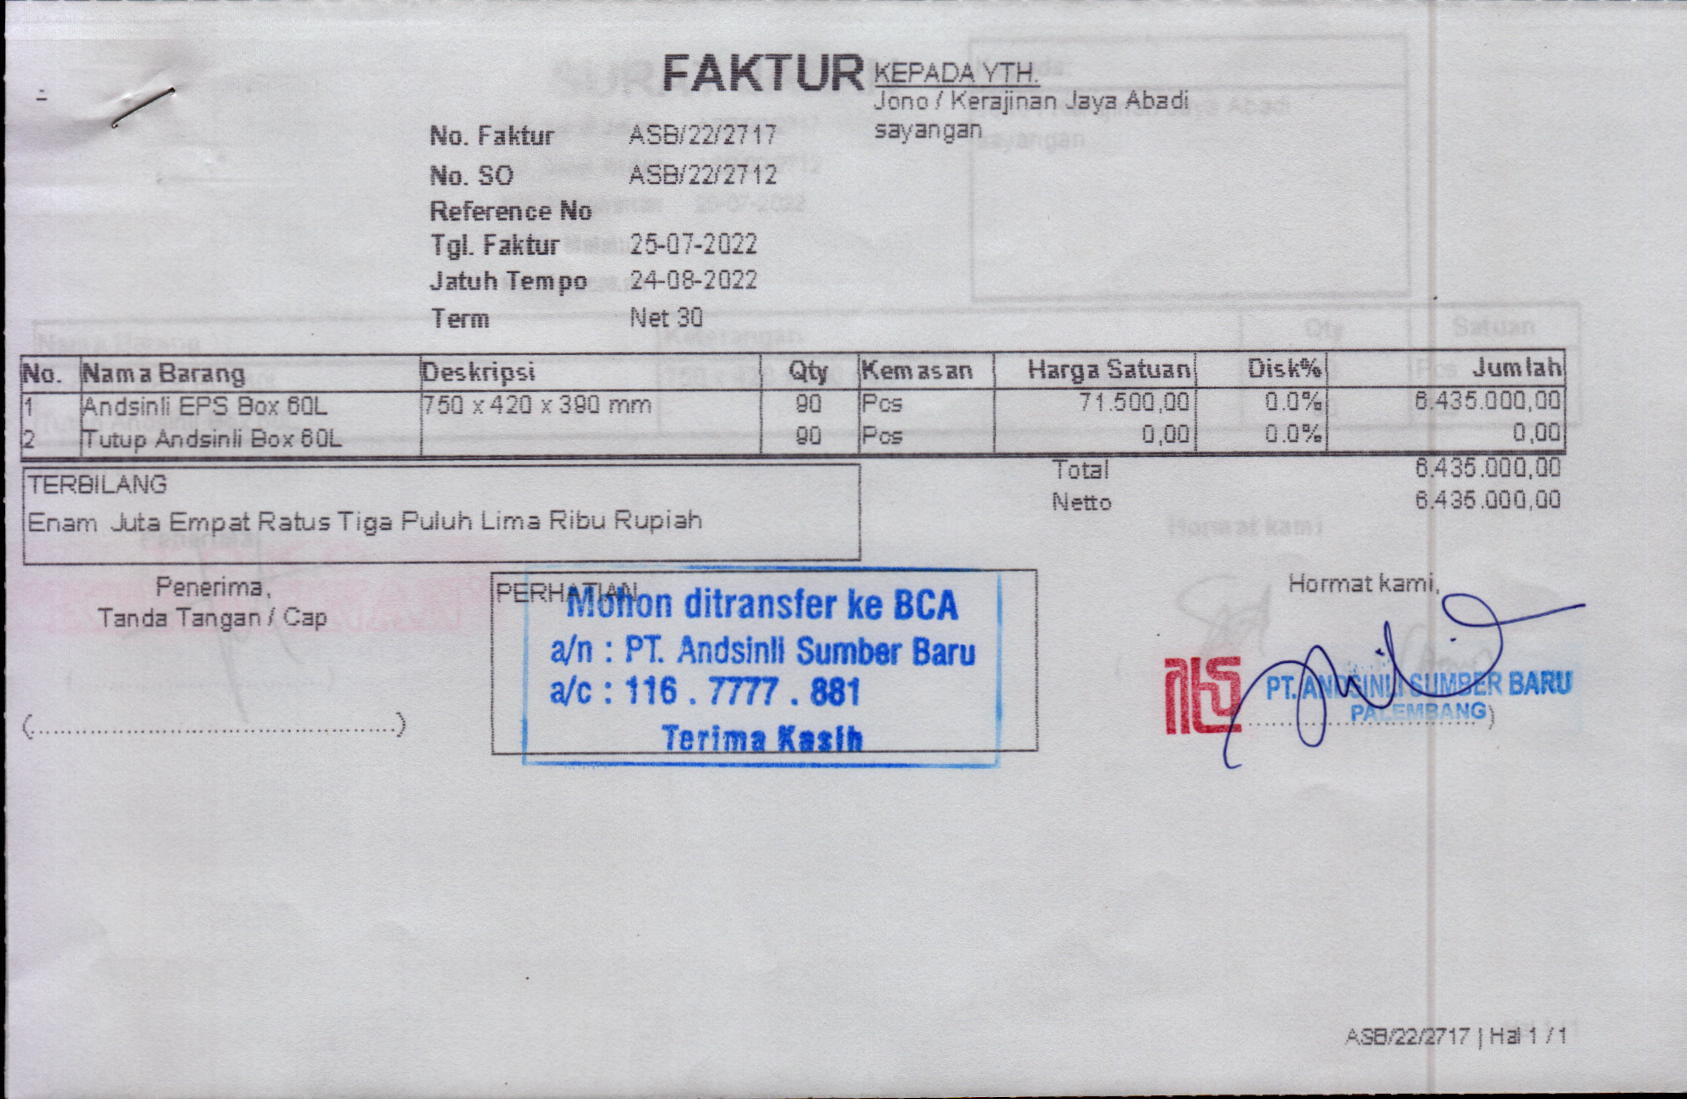 FAKTUR
KEPADA YTH.
Jono / Kerajinan Jaya Abadi
sayangan
No. Faktur ASB/22/2717
No. SO ASB/22/2712
Reference No
Tgl. Faktur 25-07-2022
Jatuh Tempo 24-08-2022
Term Net 30
No. Nama Barang Deskripsi Qty Kemasan Harga Satuan Disk% Jumlah
1 Andsinli EPS Box 60L 750 x 420 x 390 mm 90 Pcs 71.500,00 0.0% 6.435.000,00
2 Tutup Andsinli Box 60L 90 Pcs 0,00 0.0% 0,00
Total 6.435.000,00
Netto 6.435.000,00
TERBILANG
Enam Juta Empat Ratus Tiga Puluh Lima Ribu Rupiah
Penerima,
Tanda Tangan / Cap
(................................................)
PERHATIAN
Mohon ditransfer ke BCA
a/n : PT. Andsinli Sumber Baru
a/c : 116 . 7777 . 881
Terima Kasih
Hormat kami,
PT. ANDSINLI SUMBER BARU
PALEMBANG
ASB/22/2717 | Hal 1 / 1